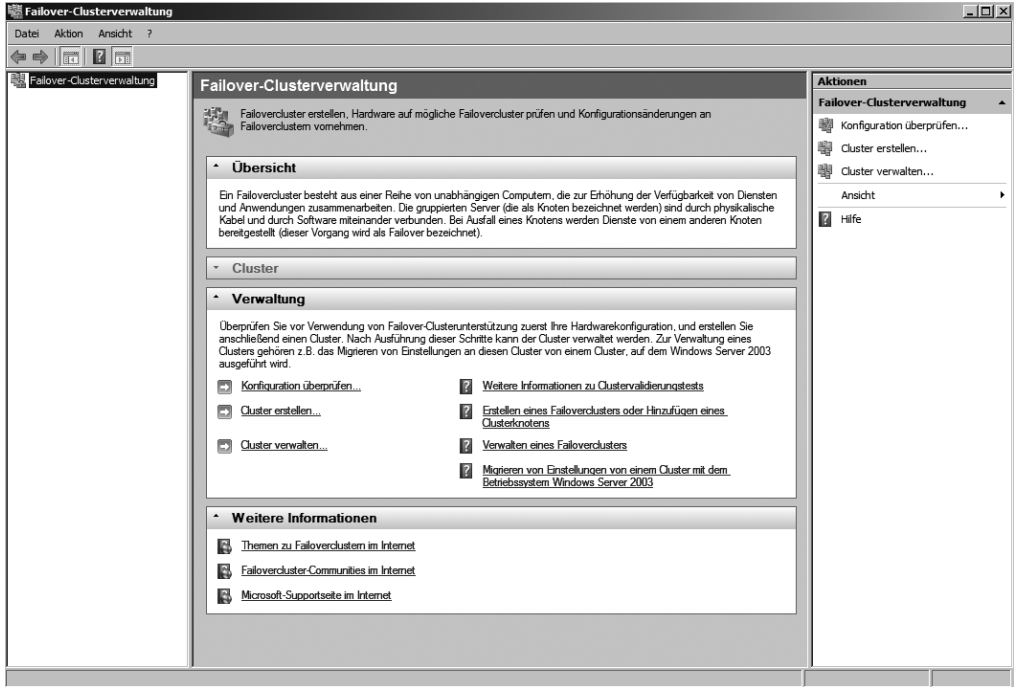 Failover-Clusterverwaltung
Datei Aktion Ansicht ?
Failover-Clusterverwaltung
Failover-Clusterverwaltung
Failovercluster erstellen, Hardware auf mögliche Failovercluster prüfen und Konfigurationsänderungen an
Failoverclustern vornehmen.
Übersicht
Ein Failovercluster besteht aus einer Reihe von unabhängigen Computern, die zur Erhöhung der Verfügbarkeit von Diensten
und Anwendungen zusammenarbeiten. Die gruppierten Server (die als Knoten bezeichnet werden) sind durch physikalische
Kabel und durch Software miteinander verbunden. Bei Ausfall eines Knotens werden Dienste von einem anderen Knoten
bereitgestellt (dieser Vorgang wird als Failover bezeichnet).
Cluster
Verwaltung
Überprüfen Sie vor Verwendung von Failover-Clusterunterstützung zuerst Ihre Hardwarekonfiguration, und erstellen Sie
anschließend einen Cluster. Nach Ausführung dieser Schritte kann der Cluster verwaltet werden. Zur Verwaltung eines
Clusters gehören z.B. das Migrieren von Einstellungen an diesen Cluster von einem Cluster, auf dem Windows Server 2003
ausgeführt wird.
Konfiguration überprüfen...
Cluster erstellen...
Cluster verwalten...
Weitere Informationen zu Clustervalidierungstests
Erstellen eines Failoverclusters oder Hinzufügen eines
Clusterknotens
Verwalten eines Failoverclusters
Migrieren von Einstellungen von einem Cluster mit dem
Betriebssystem Windows Server 2003
Weitere Informationen
Themen zu Failoverclustern im Internet
Failovercluster-Communities im Internet
Microsoft-Supportseite im Internet
Aktionen
Failover-Clusterverwaltung
Konfiguration überprüfen...
Cluster erstellen...
Cluster verwalten...
Ansicht
Hilfe